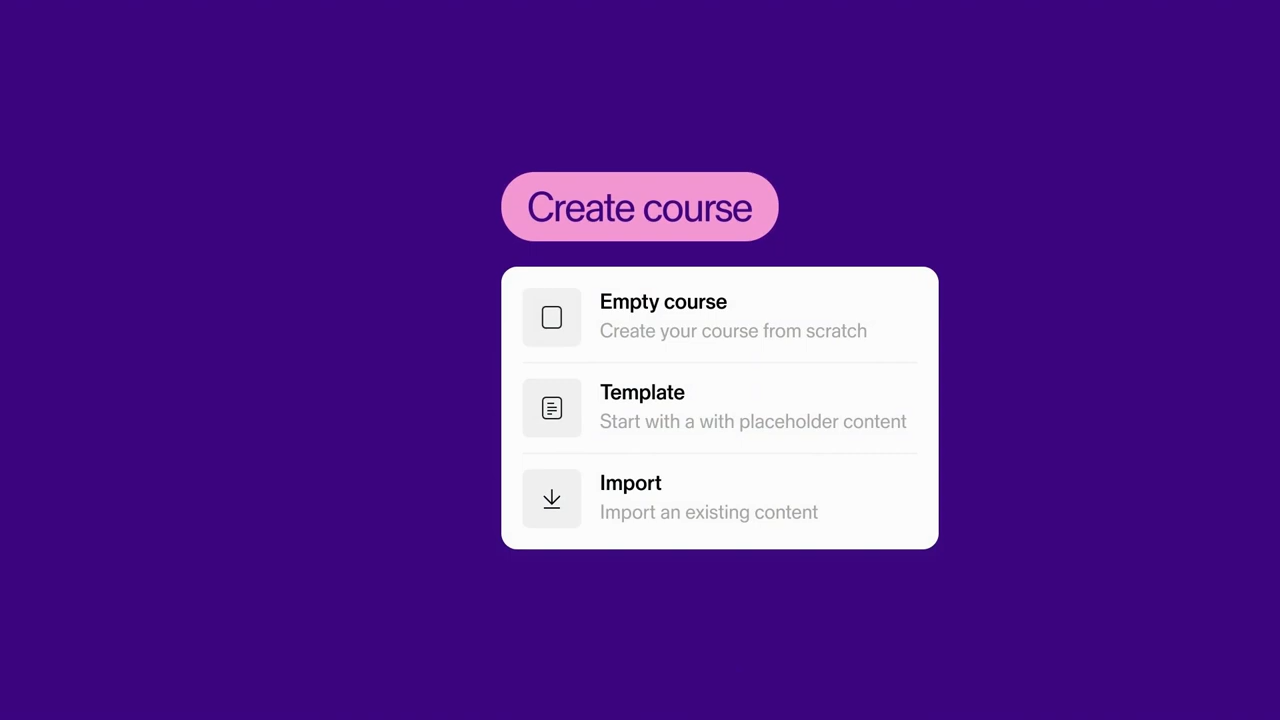 Create course
Empty course
Create your course from scratch
Template
Start with a with placeholder content
Import
Import an existing content